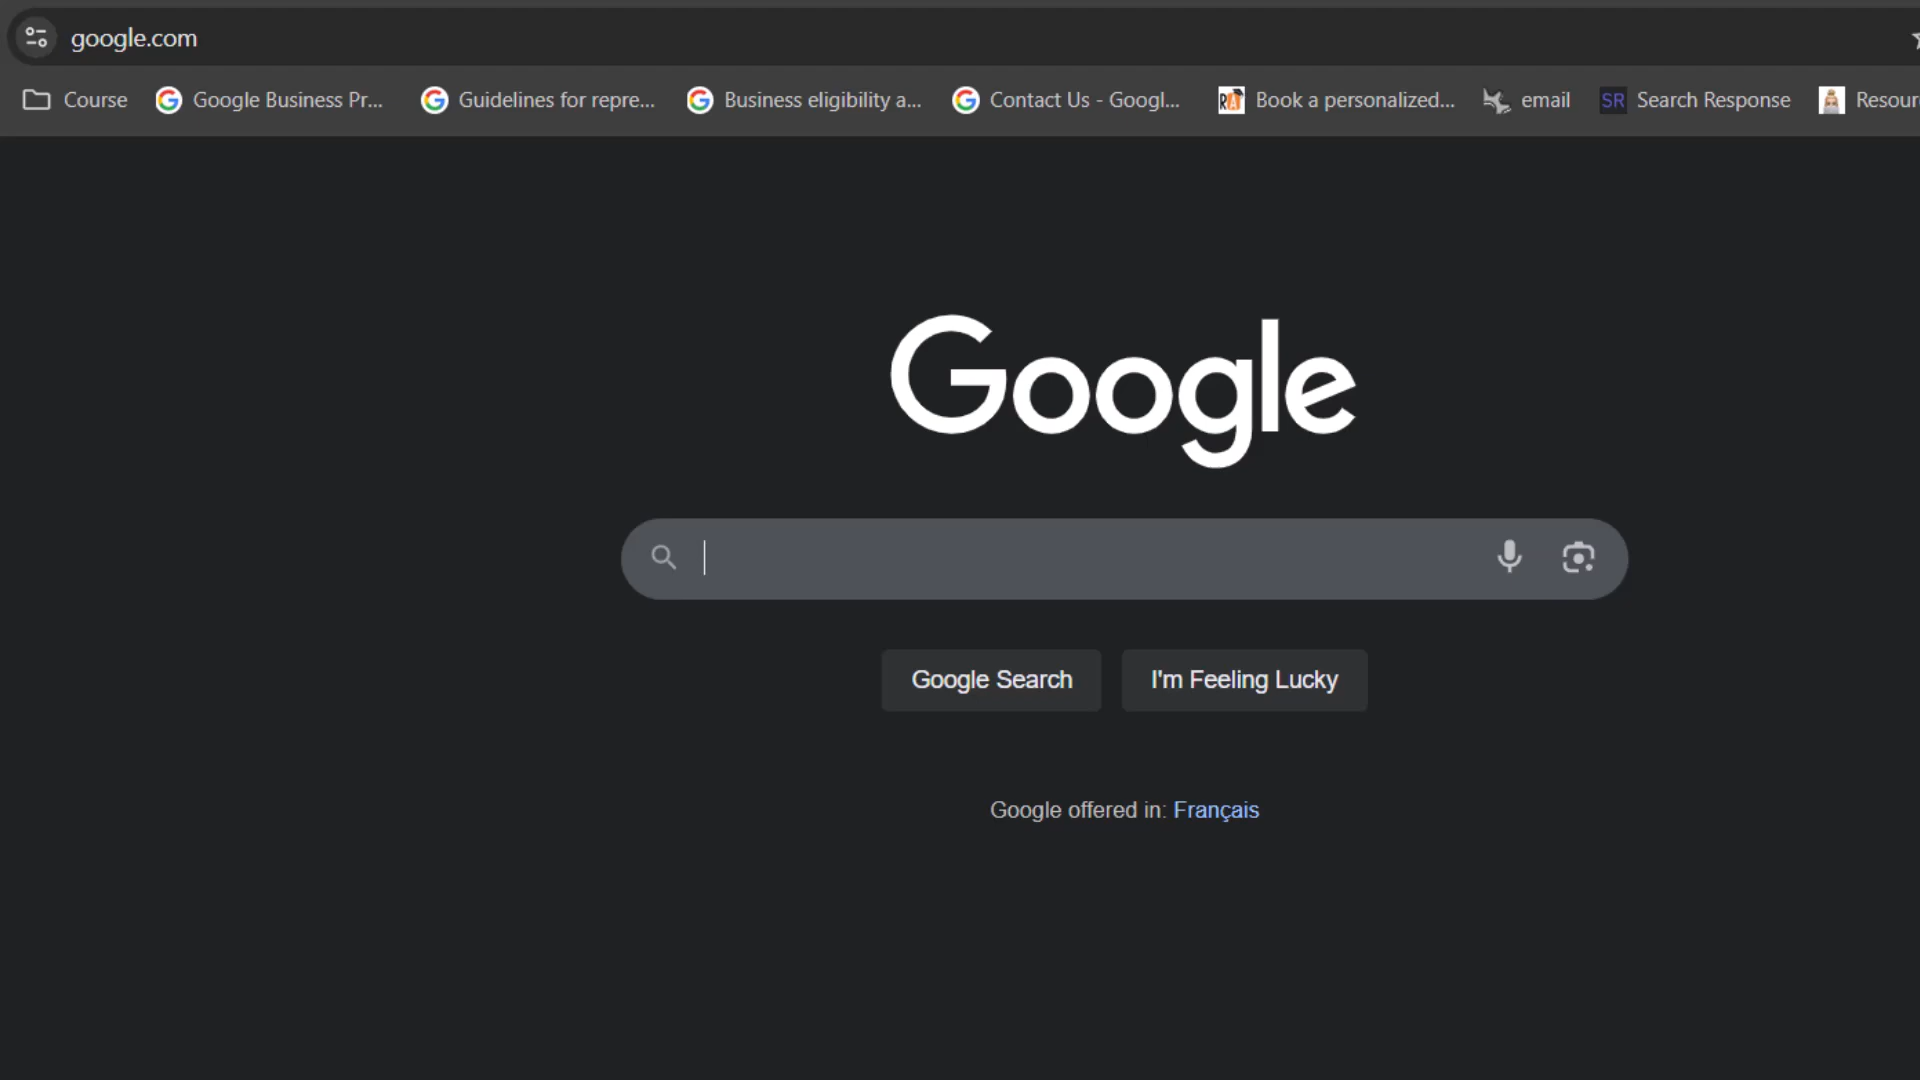 google.com
Course Google Business Pr... Guidelines for repre... Business eligibility a... Contact Us - Googl... Book a personalized... email SR Search Response Resour
Google
Google Search I'm Feeling Lucky
Google offered in: Français